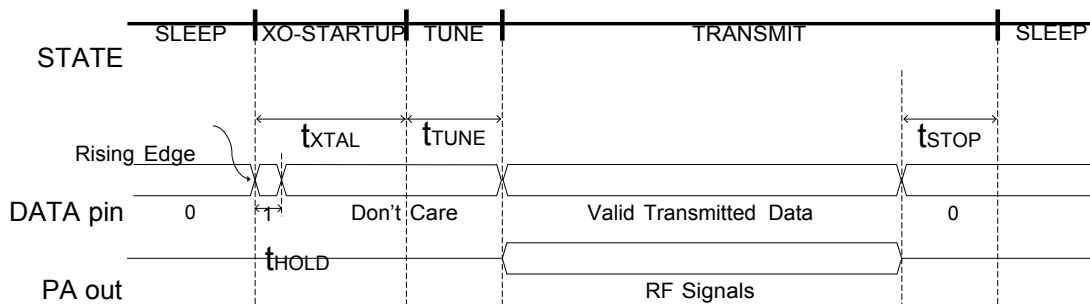 SLEEP XO-STARTUP TUNE TRANSMIT SLEEP
STATE
tXTAL tTUNE tSTOP
Rising Edge
DATA pin 0 1 Don't Care Valid Transmitted Data 0
tHOLD
PA out RF Signals